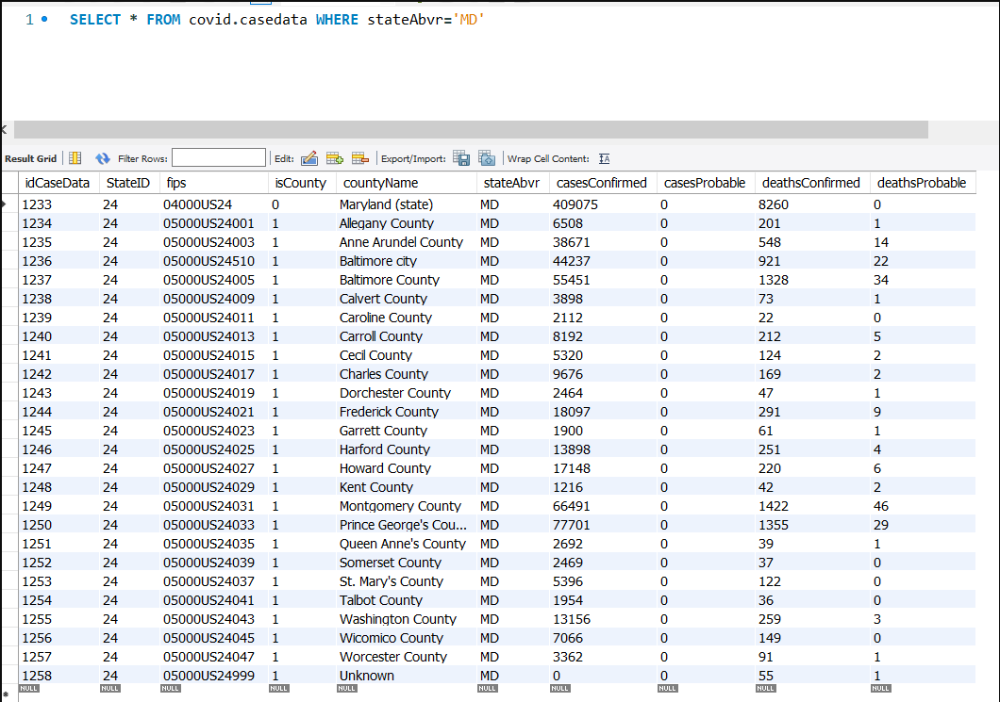 1 SELECT * FROM covid.casedata WHERE stateAbvr='MD'
Result Grid Filter Rows: Edit: Export/Import: Wrap Cell Content:
idCaseData StateID fips isCounty countyName stateAbvr casesConfirmed casesProbable deathsConfirmed deathsProbable
1233 24 04000US24 0 Maryland (state) MD 409075 0 8260 0
1234 24 05000US24001 1 Allegany County MD 6508 0 201 1
1235 24 05000US24003 1 Anne Arundel County MD 38671 0 548 14
1236 24 05000US24510 1 Baltimore city MD 44237 0 921 22
1237 24 05000US24005 1 Baltimore County MD 55451 0 1328 34
1238 24 05000US24009 1 Calvert County MD 3898 0 73 1
1239 24 05000US24011 1 Caroline County MD 2112 0 22 0
1240 24 05000US24013 1 Carroll County MD 8192 0 212 5
1241 24 05000US24015 1 Cecil County MD 5320 0 124 2
1242 24 05000US24017 1 Charles County MD 9676 0 169 2
1243 24 05000US24019 1 Dorchester County MD 2464 0 47 1
1244 24 05000US24021 1 Frederick County MD 18097 0 291 9
1245 24 05000US24023 1 Garrett County MD 1900 0 61 1
1246 24 05000US24025 1 Harford County MD 13898 0 251 4
1247 24 05000US24027 1 Howard County MD 17148 0 220 6
1248 24 05000US24029 1 Kent County MD 1216 0 42 2
1249 24 05000US24031 1 Montgomery County MD 66491 0 1422 46
1250 24 05000US24033 1 Prince George's Cou... MD 77701 0 1355 29
1251 24 05000US24035 1 Queen Anne's County MD 2692 0 39 1
1252 24 05000US24039 1 Somerset County MD 2469 0 37 0
1253 24 05000US24037 1 St. Mary's County MD 5396 0 122 0
1254 24 05000US24041 1 Talbot County MD 1954 0 36 0
1255 24 05000US24043 1 Washington County MD 13156 0 259 3
1256 24 05000US24045 1 Wicomico County MD 7066 0 149 0
1257 24 05000US24047 1 Worcester County MD 3362 0 91 1
1258 24 05000US24999 1 Unknown MD 0 0 55 1
NULL NULL NULL NULL NULL NULL NULL NULL NULL NULL